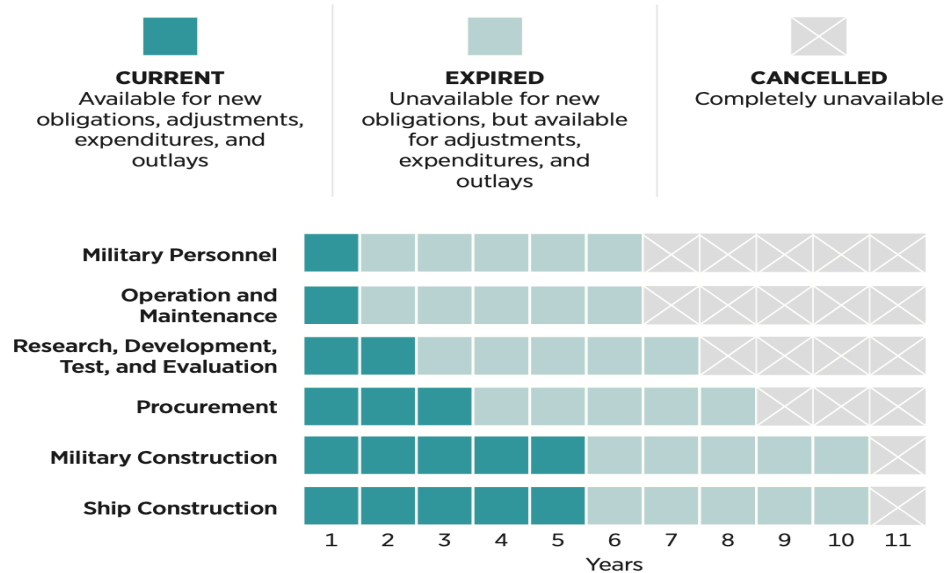 CURRENT
Available for new
obligations, adjustments,
expenditures, and
outlays
EXPIRED
Unavailable for new
obligations, but available
for adjustments,
expenditures, and
outlays
CANCELLED
Completely unavailable
Military Personnel
Operation and
Maintenance
Research, Development,
Test, and Evaluation
Procurement
Military Construction
Ship Construction
1 2 3 4 5 6 7 8 9 10 11
Years